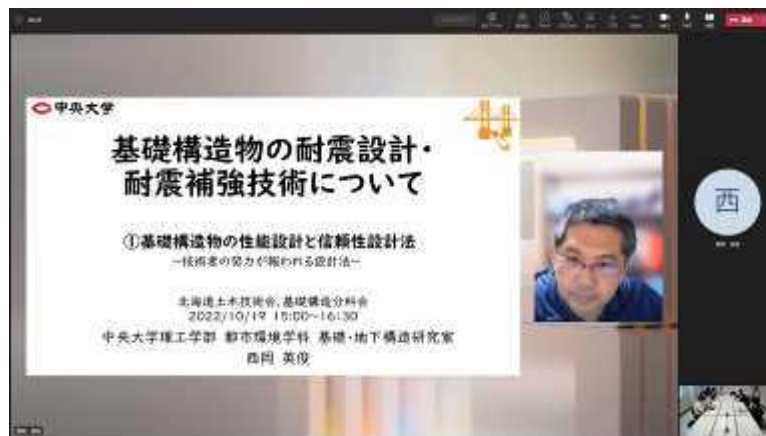 中央大学
基礎構造物の耐震設計・
耐震補強技術について
①基礎構造物の性能設計と信頼性設計法
~技術者の努力が報われる設計法~
北海道土木技術会、基礎構造分科会
2022/10/19 15:00~16:30
中央大学理工学部 都市環境学科 基礎・地下構造研究室
西岡 英俊
西